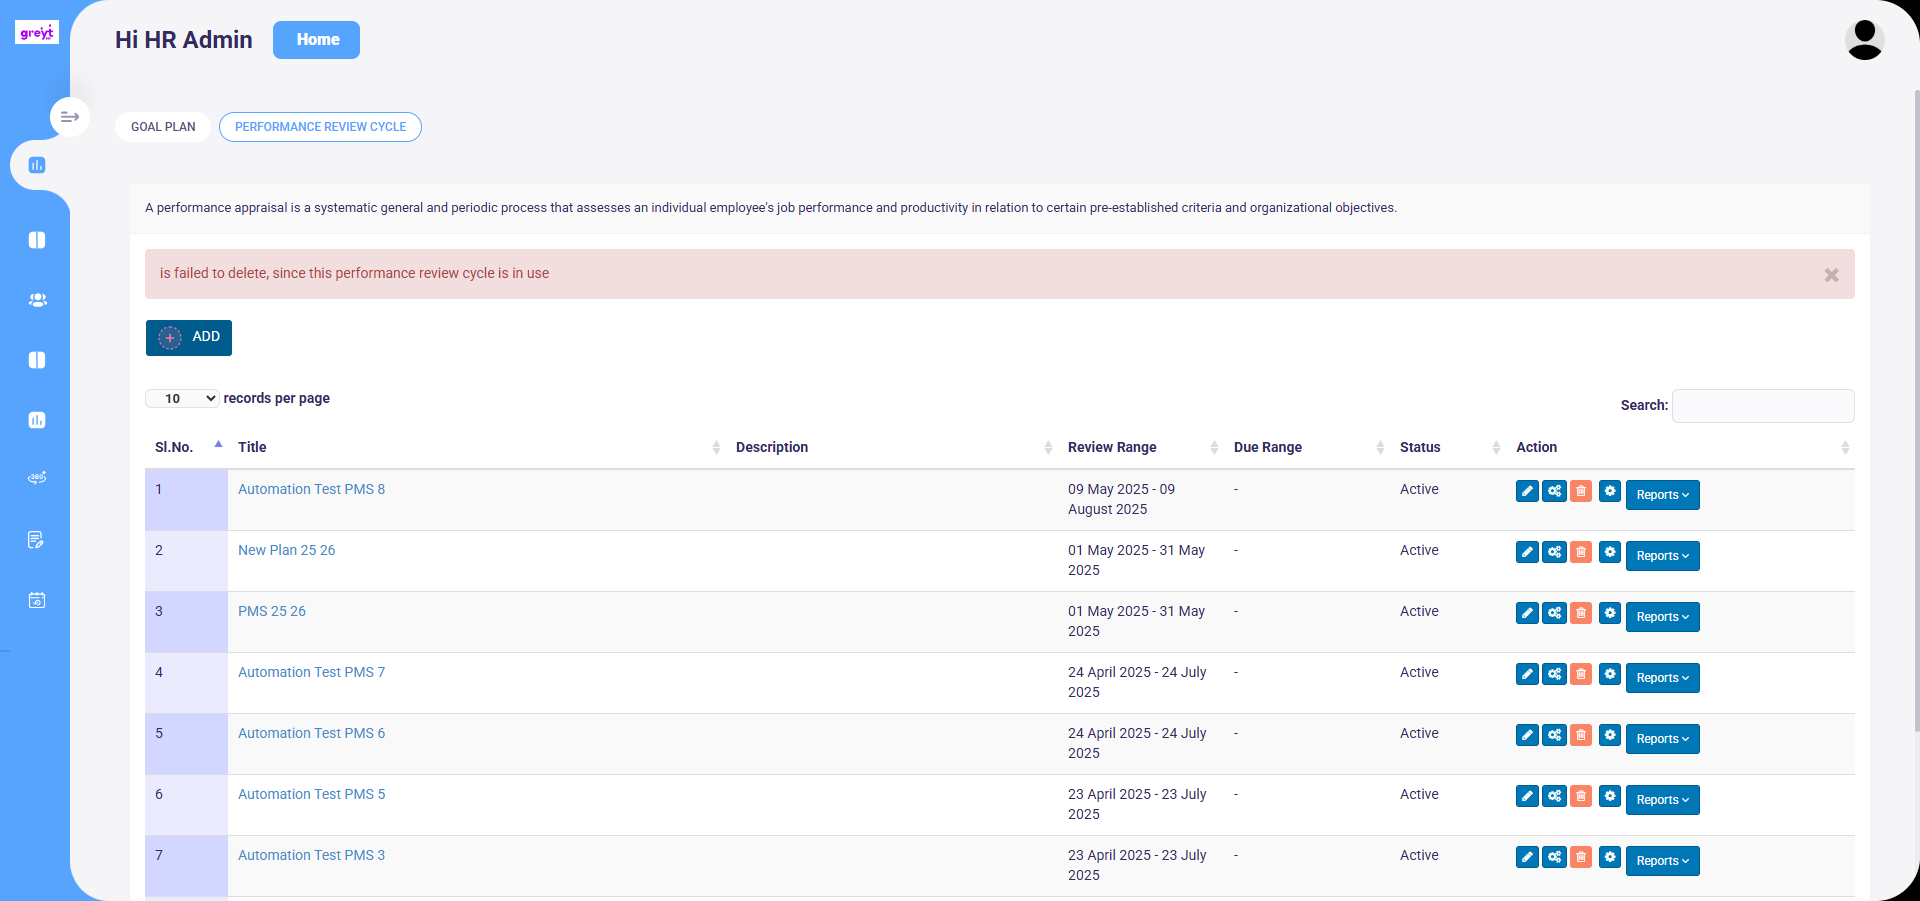 greyt
Hi HR Admin
Home
GOAL PLAN
PERFORMANCE REVIEW CYCLE
A performance appraisal is a systematic general and periodic process that assesses an individual employee's job performance and productivity in relation to certain pre-established criteria and organizational objectives.
is failed to delete, since this performance review cycle is in use
ADD
10 records per page
Search:
Sl.No. Title Description Review Range Due Range Status Action
1 Automation Test PMS 8 09 May 2025 - 09 - Active Reports
August 2025
2 New Plan 25 26 01 May 2025 - 31 May - Active Reports
2025
3 PMS 25 26 01 May 2025 - 31 May - Active Reports
2025
4 Automation Test PMS 7 24 April 2025 - 24 July - Active Reports
2025
5 Automation Test PMS 6 24 April 2025 - 24 July - Active Reports
2025
6 Automation Test PMS 5 23 April 2025 - 23 July - Active Reports
2025
7 Automation Test PMS 3 23 April 2025 - 23 July - Active Reports
2025